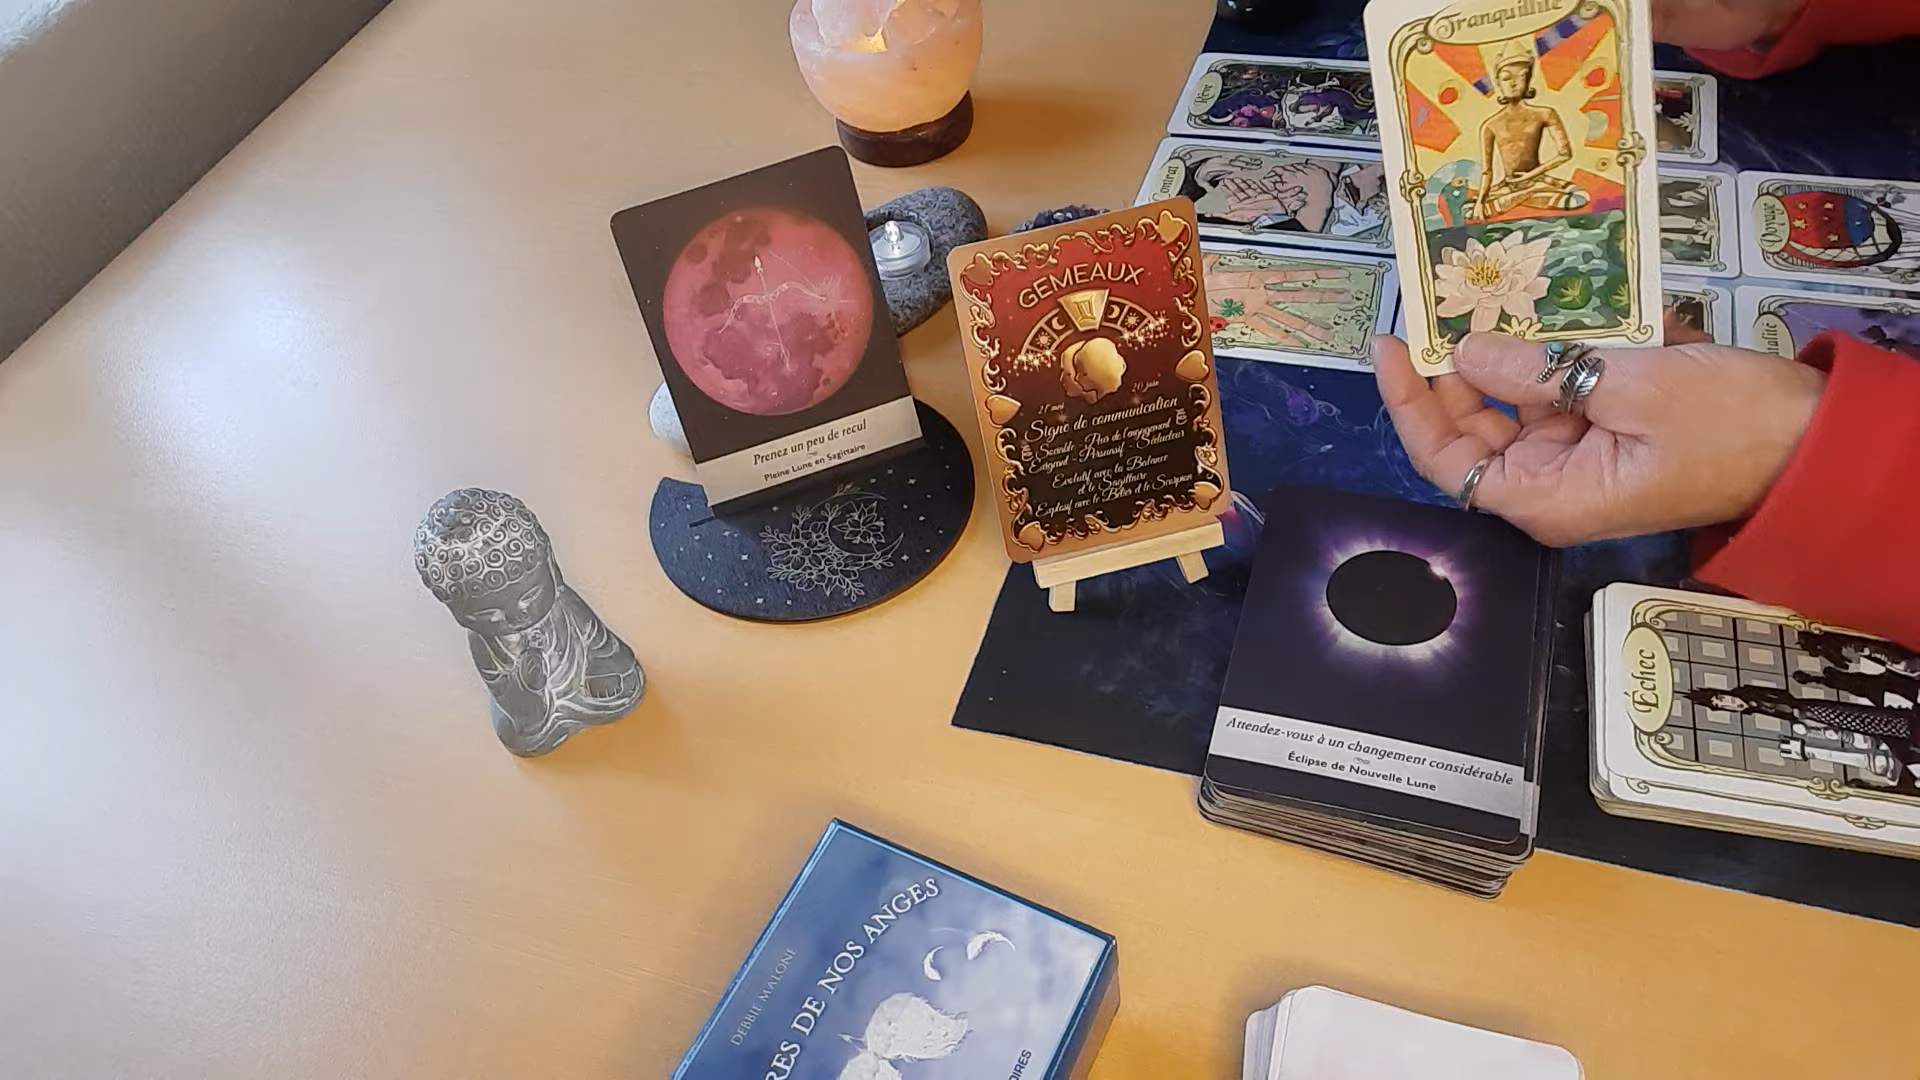 Tranquillité
Rêve
Contrat
Voyage
GEMEAUX
21 mai
20 juin
Signe de communication
Sociable - Peur de l'engagement
Exigeant - Persuasif - Séducteur
Evolutif avec la Balance
et le Sagittaire
Explosif avec le Bélier et le Scorpion
Prenez un peu de recul
Pleine Lune en Sagittaire
Attendez-vous à un changement considérable
Éclipse de Nouvelle Lune
Échec
DEBBIE MALONE
RES DE NOS ANGES
OIRES